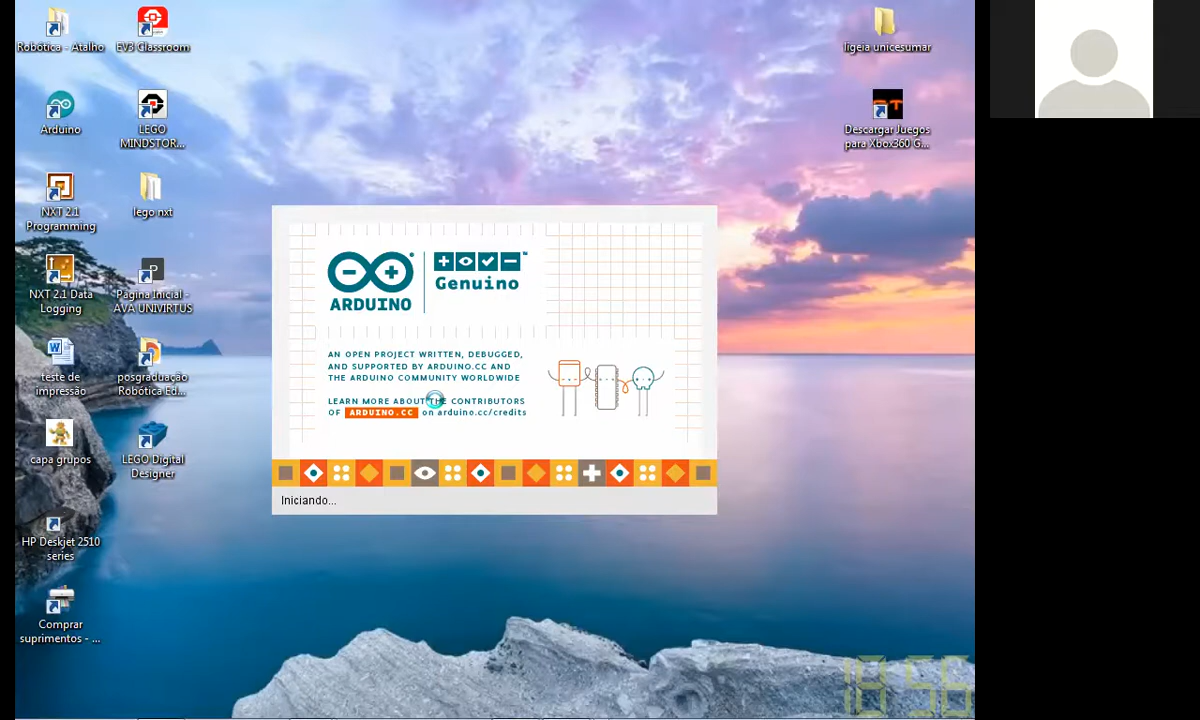 Robótica - Atalho
EV3 Classroom
Arduino
LEGO
MINDSTOR...
NXT 2.1
Programming
lego nxt
NXT 2.1 Data
Logging
P
Página Inicial -
AVA UNIVIRTUS
teste de
impressão
posgraduação
Robótica Ed...
capa grupos
LEGO Digital
Designer
HP Deskjet 2510
series
Comprar
suprimentos - ...
ligeia unicesumar
Descargar Juegos
para Xbox360 G...
ARDUINO
Genuino
AN OPEN PROJECT WRITTEN, DEBUGGED,
AND SUPPORTED BY ARDUINO.CC AND
THE ARDUINO COMMUNITY WORLDWIDE
LEARN MORE ABOUT THE CONTRIBUTORS
OF ARDUINO.CC on arduino.cc/credits
Iniciando...
18 56